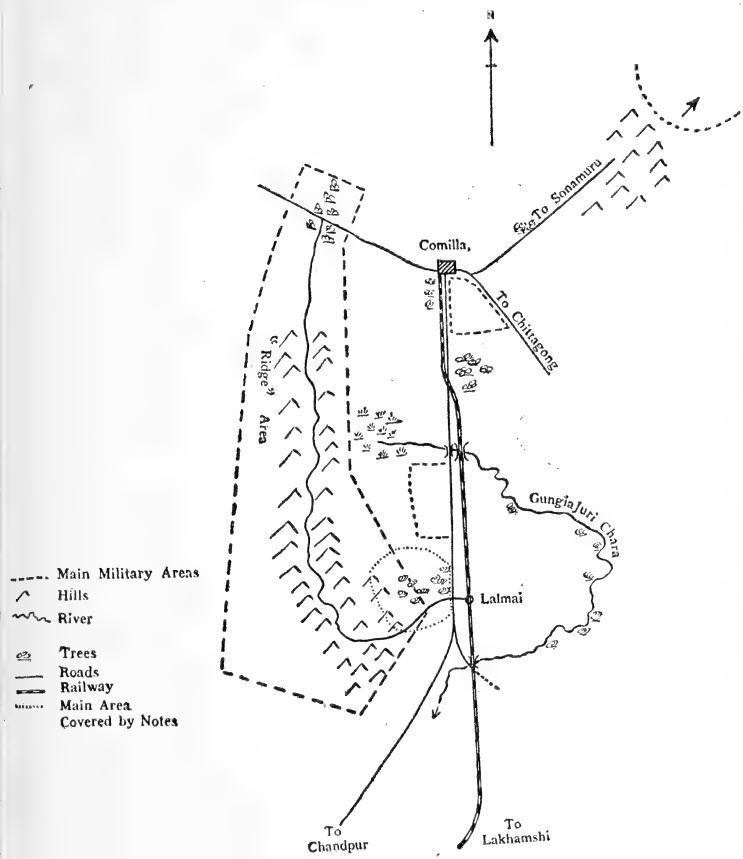 N
To Sonamuru
Comilla,
To Chittagong
"Ridge" Area
GungiaJuri Chara
Lalmai
Main Military Areas
Hills
River
Trees
Roads
Railway
Main Area
Covered by Notes
To
Chandpur
To
Lakhamshi